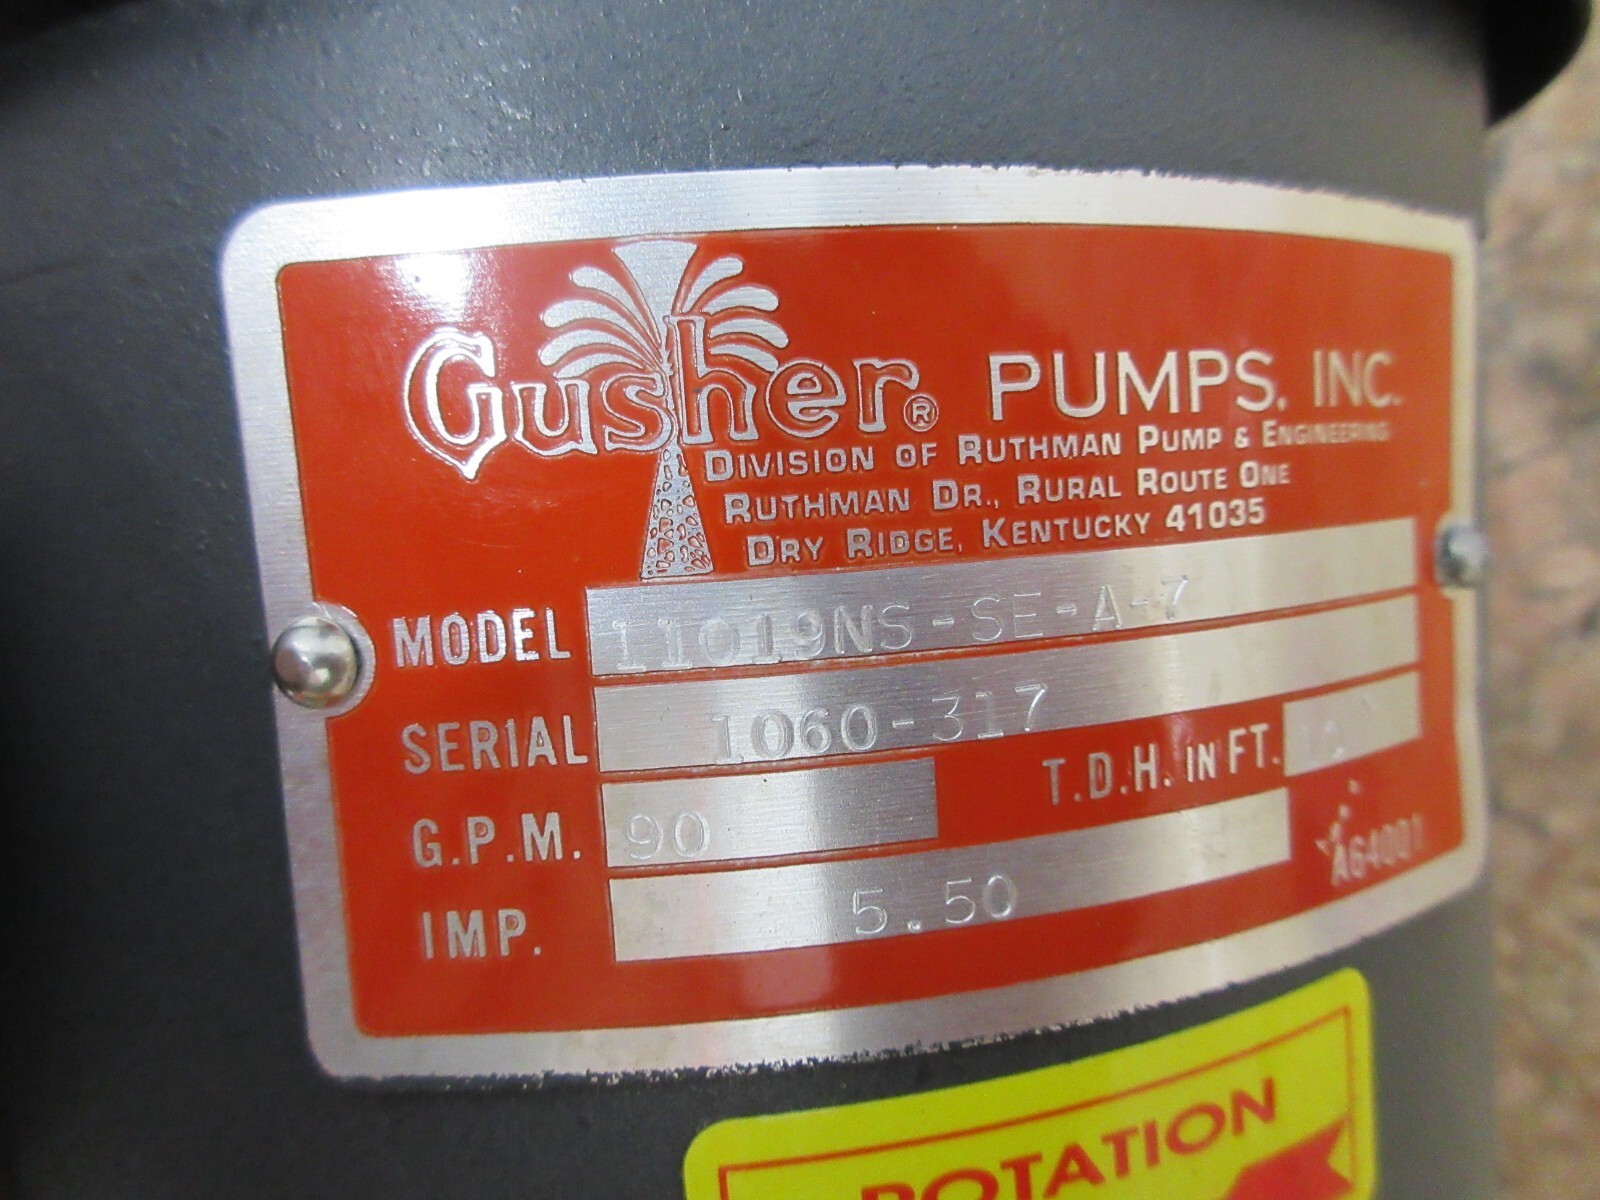 Gusher® PUMPS, INC.
DIVISION OF RUTHMAN PUMP & ENGINEERING
RUTHMAN DR., RURAL ROUTE ONE
DRY RIDGE, KENTUCKY 41035
MODEL 11019NS-SE-A-7
SERIAL 1060-317
G.P.M. 90 T.D.H. IN FT.
IMP. 5.50
A64001
ROTATION